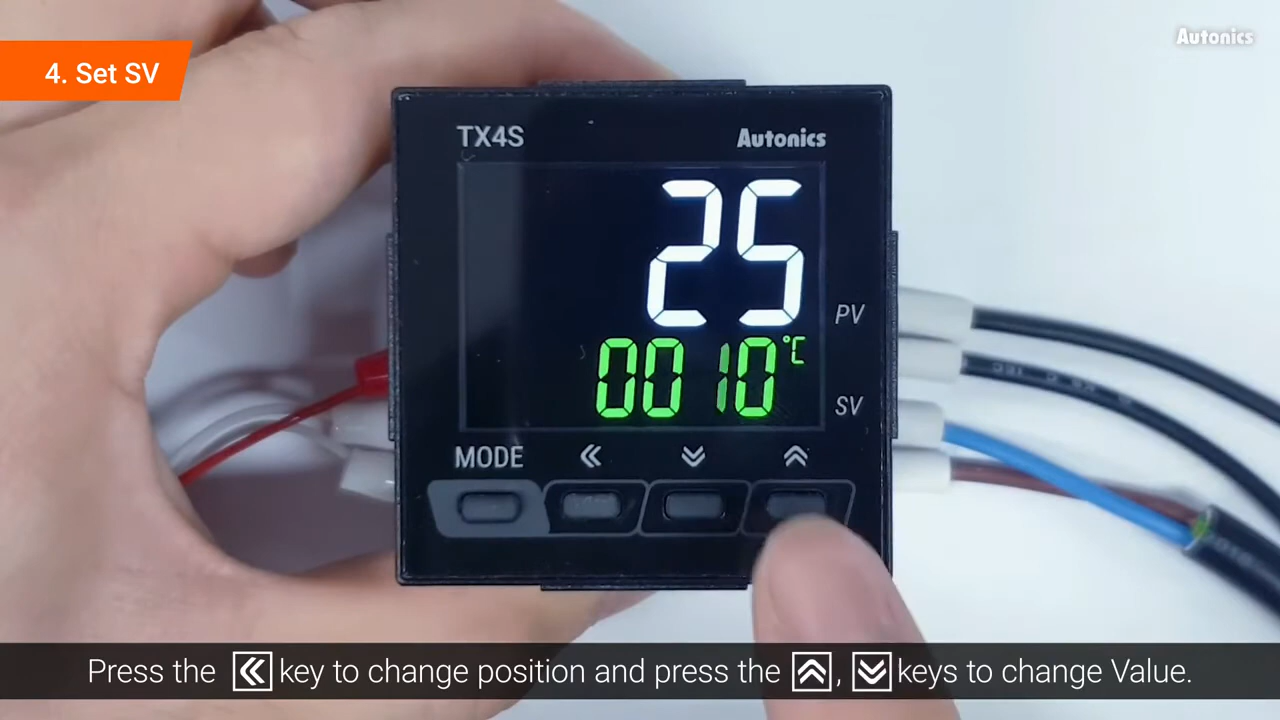 4. Set SV
Autonics
TX4S
Autonics
25
PV
0010 °C
SV
MODE
Press the key to change position and press the , keys to change Value.